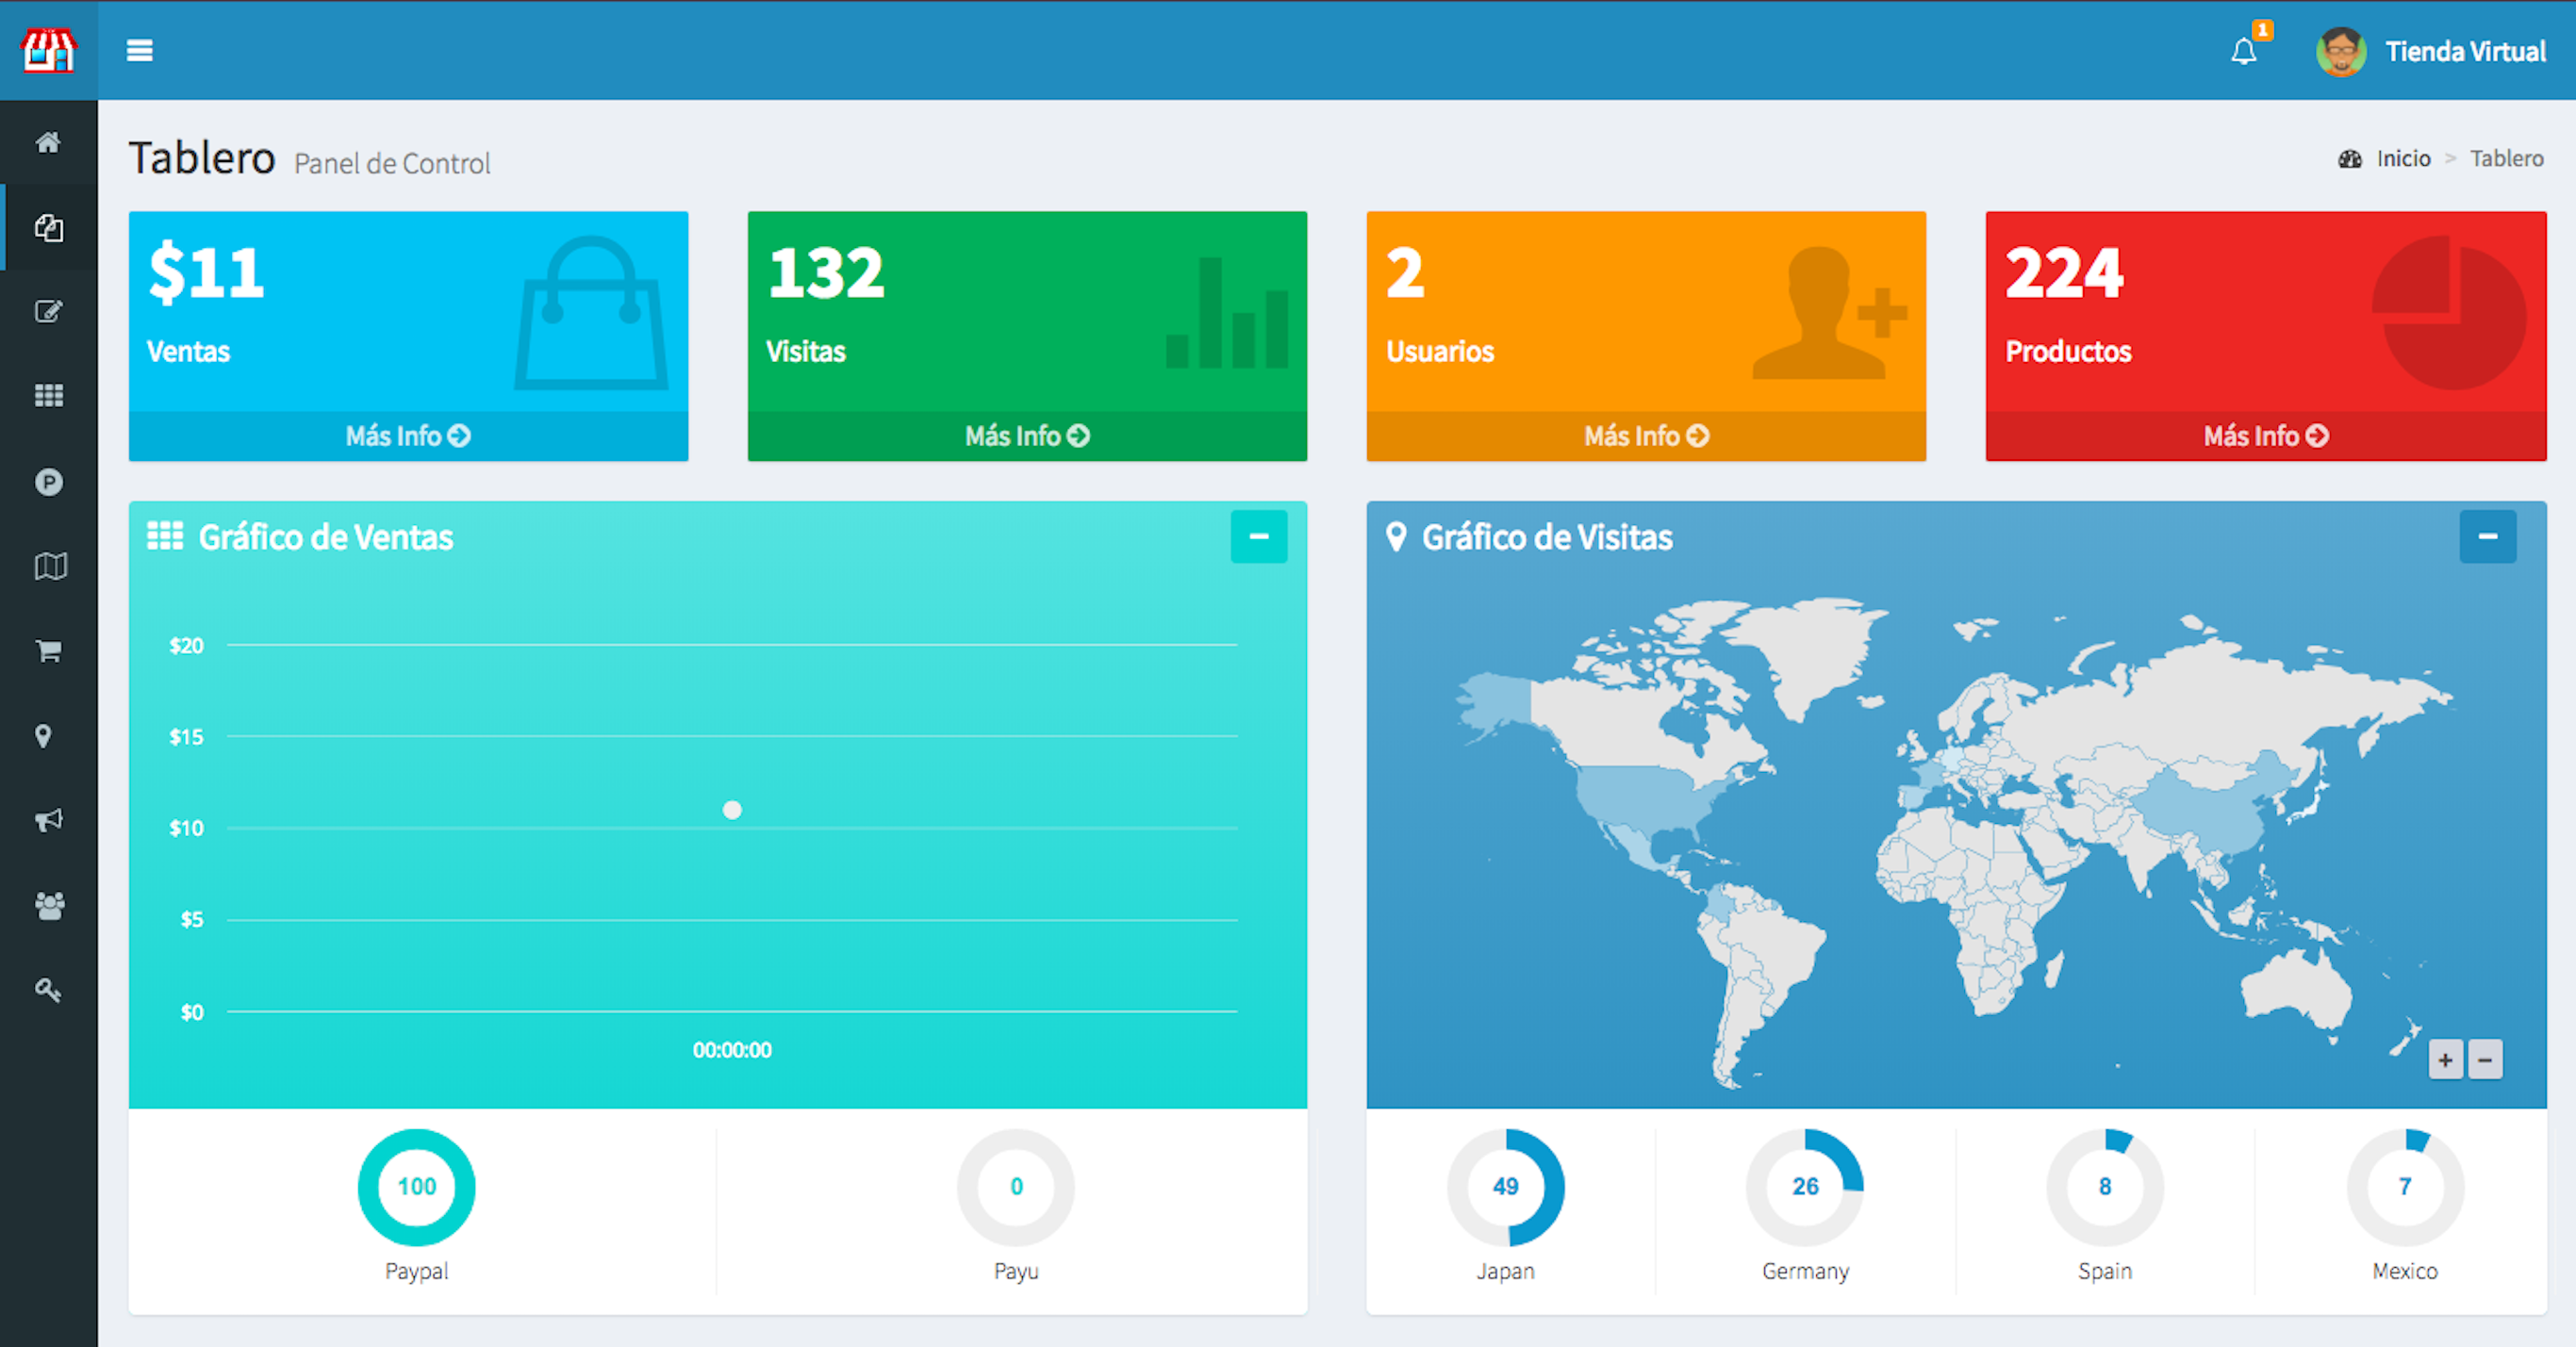 1
Tienda Virtual
Tablero Panel de Control
Inicio > Tablero
$11
Ventas
Más Info
132
Visitas
Más Info
2
Usuarios
Más Info
224
Productos
Más Info
Gráfico de Ventas
$20
$15
$10
$5
$0
00:00:00
100
Paypal
0
Payu
Gráfico de Visitas
+ −
49
Japan
26
Germany
8
Spain
7
Mexico